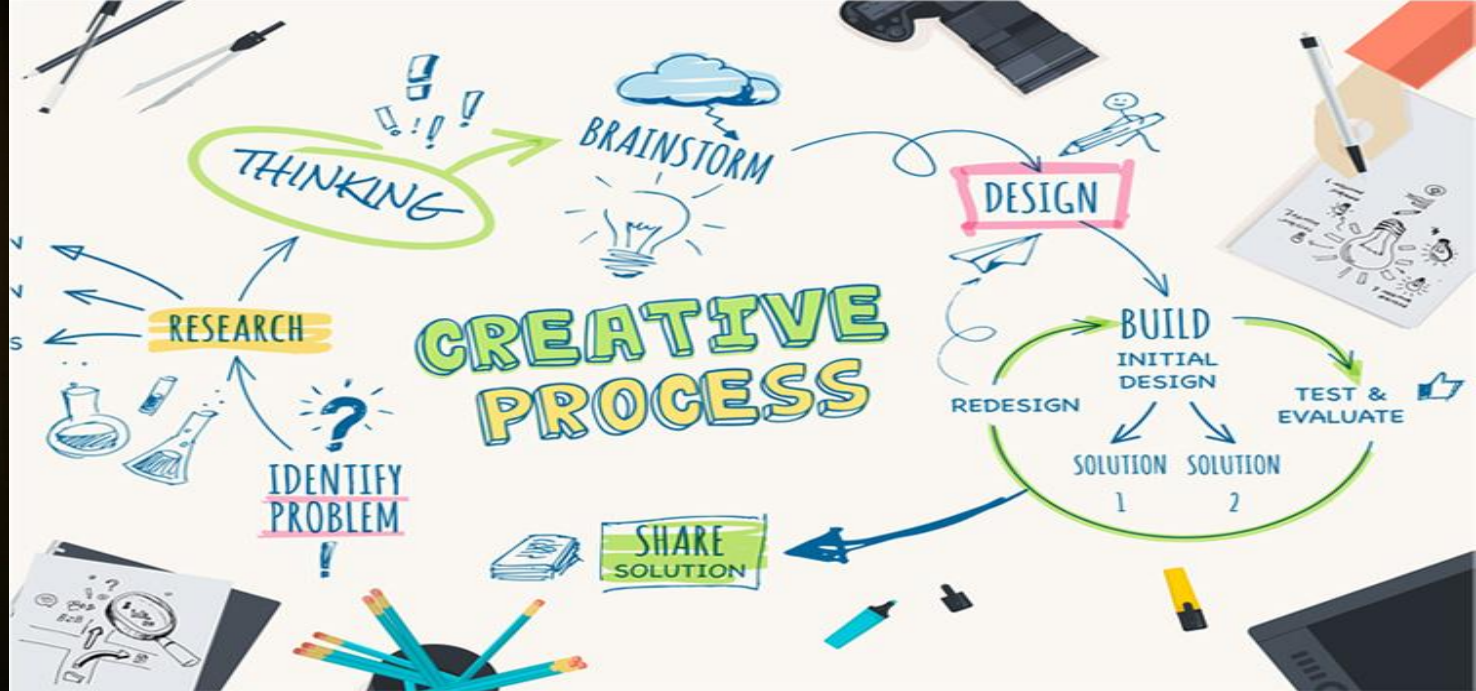 THINKING
BRAINSTORM
DESIGN
RESEARCH
CREATIVE
PROCESS
BUILD
INITIAL
DESIGN
REDESIGN
TEST &
EVALUATE
SOLUTION 1
SOLUTION 2
IDENTIFY
PROBLEM
SHARE
SOLUTION